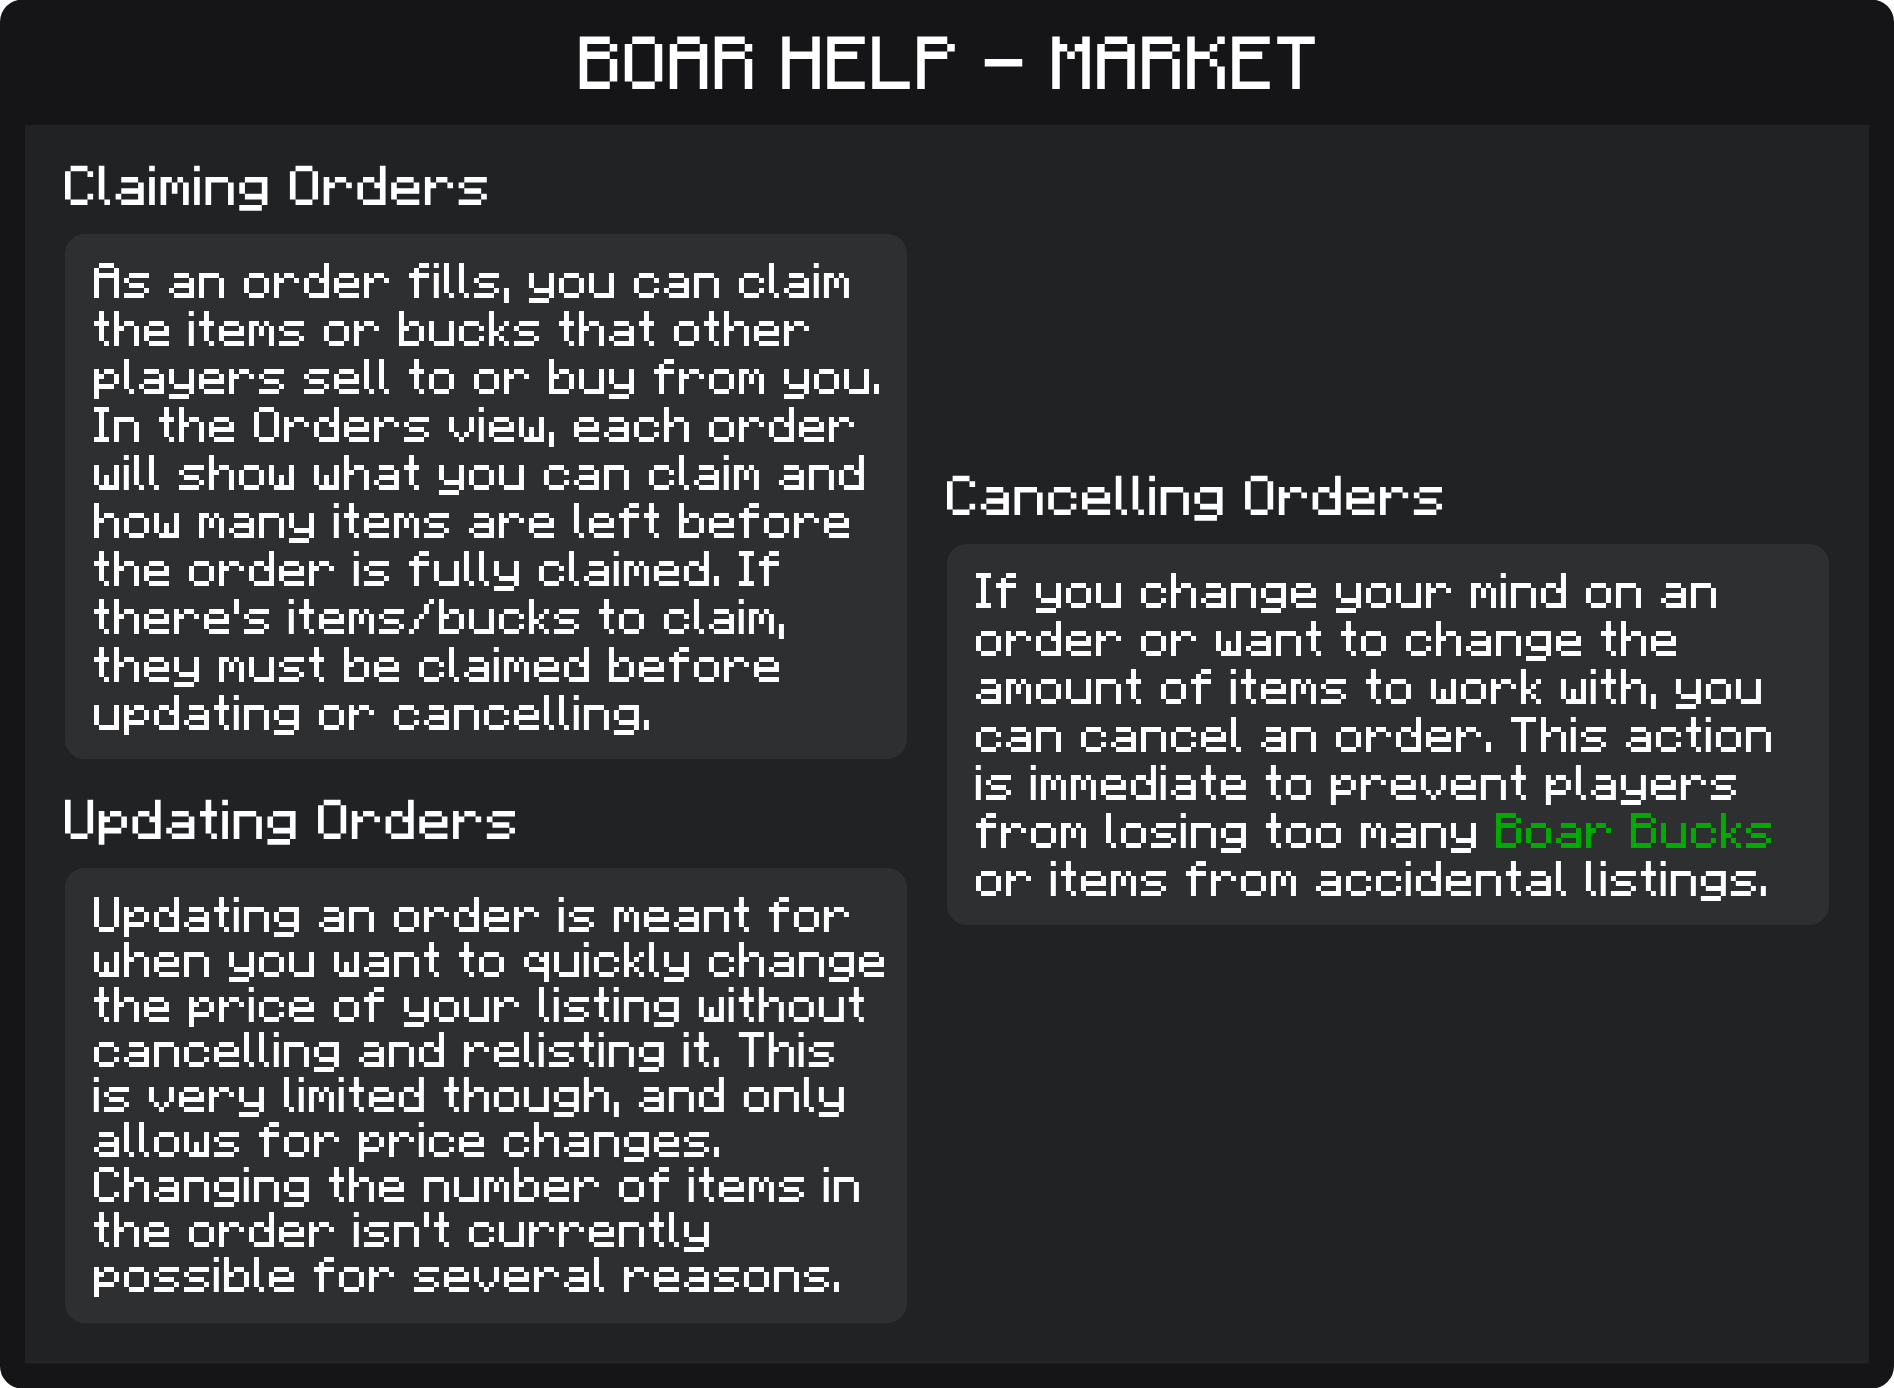 BOAR HELP - MARKET
Claiming Orders
As an order fills, you can claim
the items or bucks that other
players sell to or buy from you.
In the Orders view, each order
will show what you can claim and
how many items are left before
the order is fully claimed. If
there's items/bucks to claim,
they must be claimed before
updating or cancelling.
Updating Orders
Updating an order is meant for
when you want to quickly change
the price of your listing without
cancelling and relisting it. This
is very limited though, and only
allows for price changes.
Changing the number of items in
the order isn't currently
possible for several reasons.
Cancelling Orders
If you change your mind on an
order or want to change the
amount of items to work with, you
can cancel an order. This action
is immediate to prevent players
from losing too many Boar Bucks
or items from accidental listings.